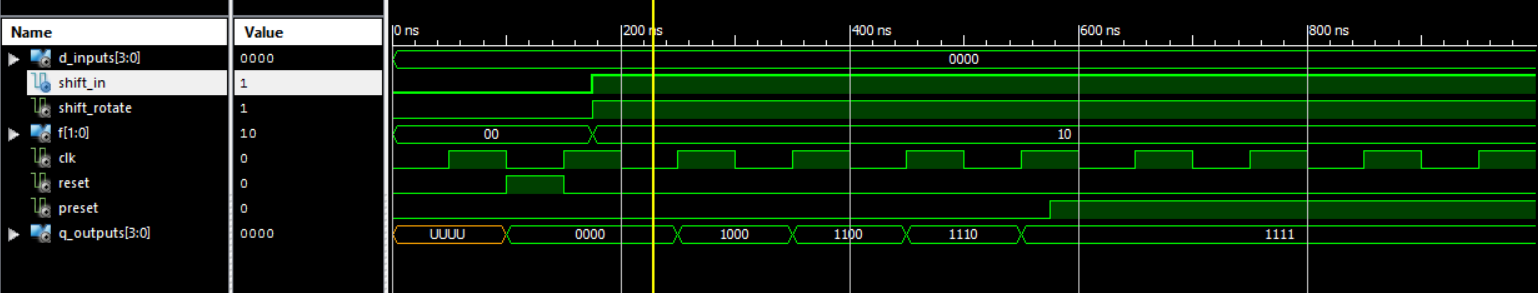 Name Value 0 ns 200 ns 400 ns 600 ns 800 ns
d_inputs[3:0] 0000 0000
shift_in 1
shift_rotate 1
f[1:0] 10 00 10
clk 0
reset 0
preset 0
q_outputs[3:0] 0000 UUUU 0000 1000 1100 1110 1111